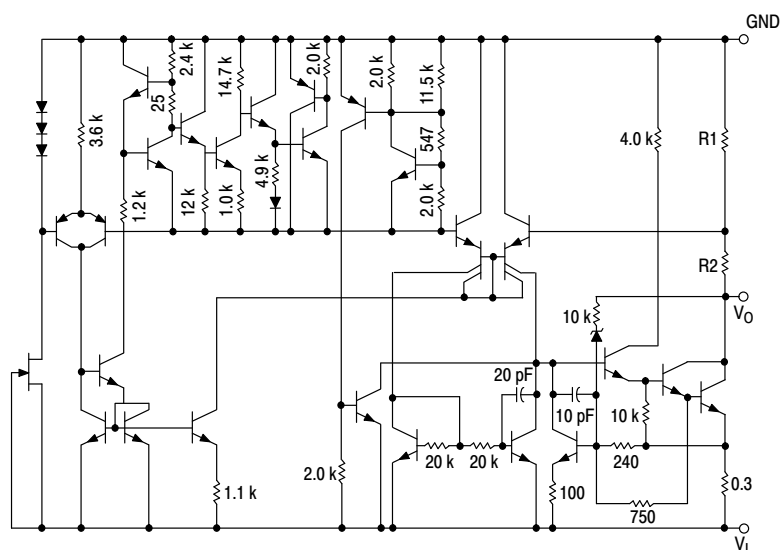 GND
2.4 k
25
3.6 k
1.2 k
12 k
14.7 k
1.0 k
4.9 k
2.0 k
2.0 k
11.5 k
547
2.0 k
4.0 k
R1
R2
VO
10 k
20 pF
10 pF
10 k
20 k
20 k
240
2.0 k
1.1 k
100
750
0.3
VI